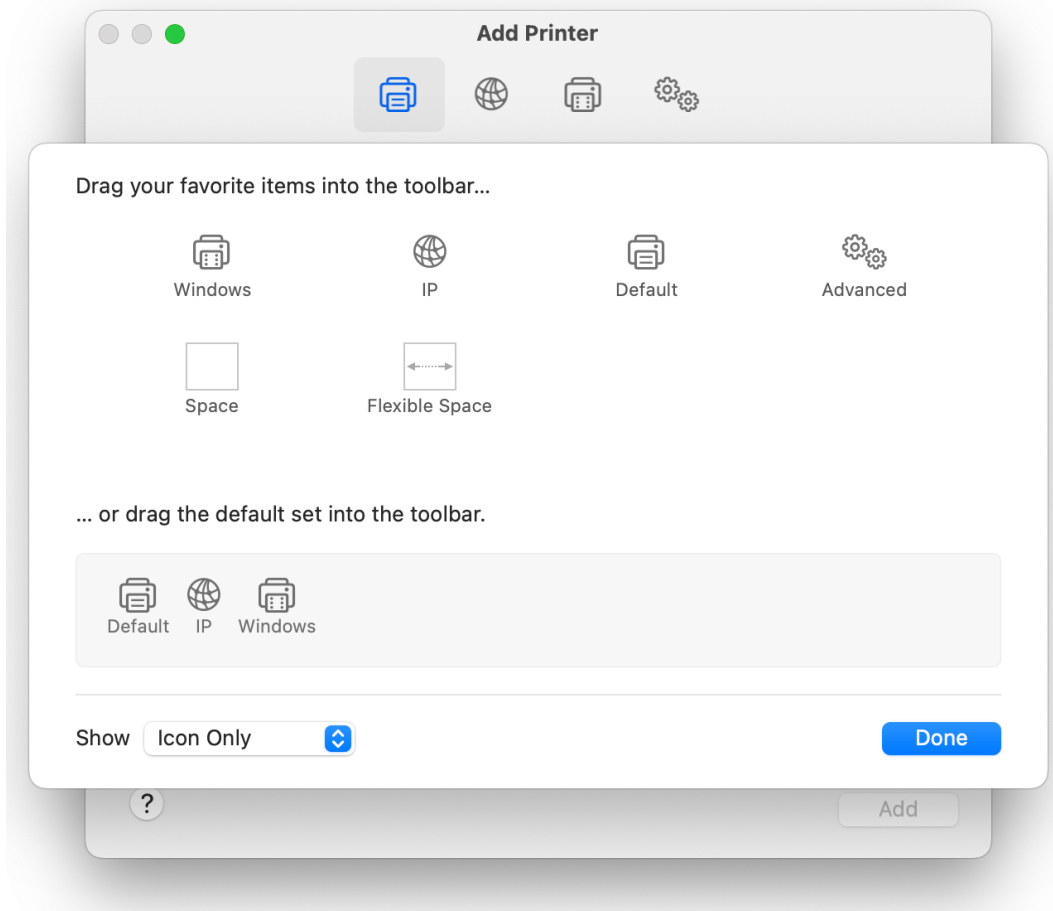 Add Printer
Drag your favorite items into the toolbar...
Windows
IP
Default
Advanced
Space
Flexible Space
... or drag the default set into the toolbar.
Default
IP
Windows
Show
Icon Only
Done
?
Add